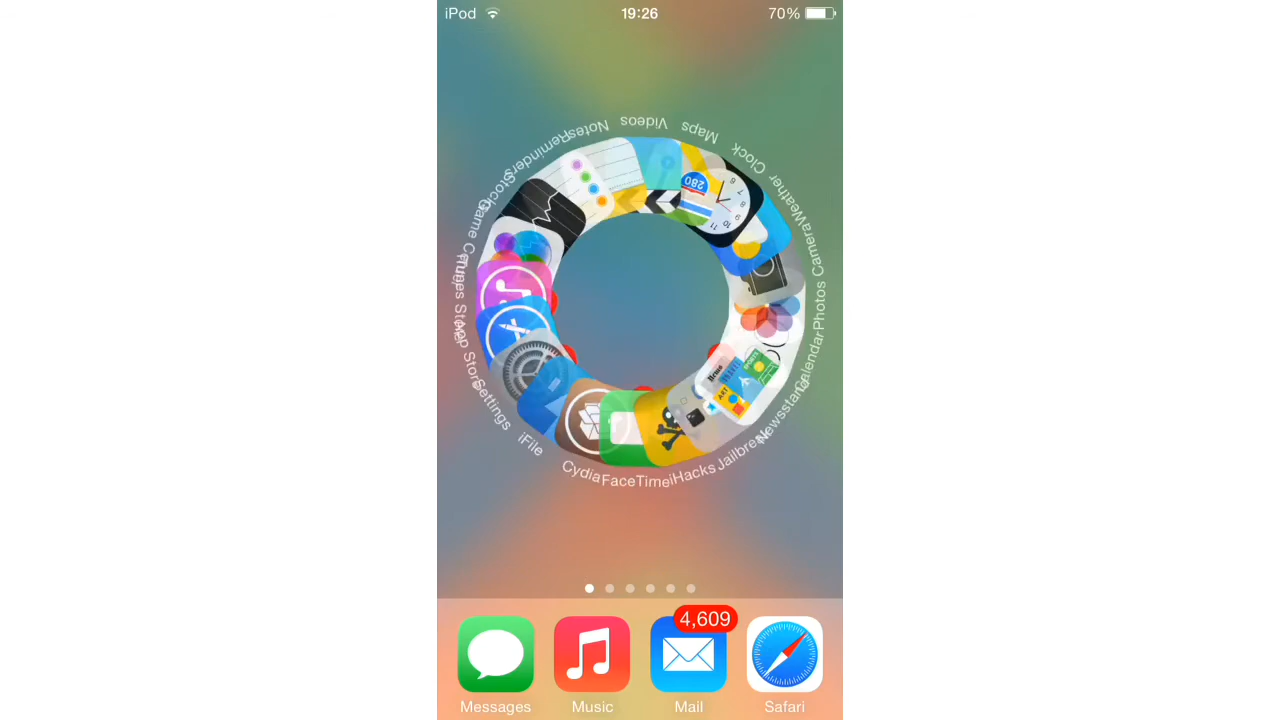 iPod 19:26 70%
Videos
Maps
Clock
Weather
Camera
Photos
Calendar
Newsstand
Jailbreak
iHacks
FaceTime
Cydia
iFile
Settings
App Store
iTunes Store
Game
Stocks
Reminders
Notes
280
4,609
Messages Music Mail Safari